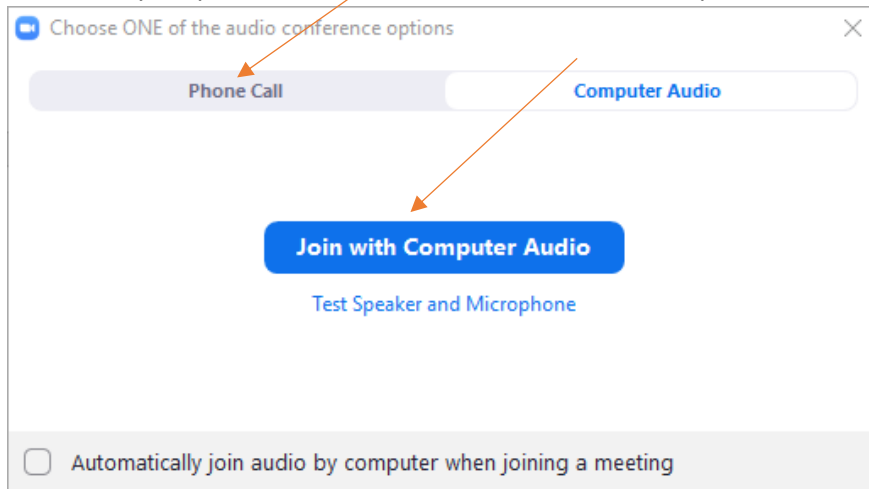 Choose ONE of the audio conference options
Phone Call
Computer Audio
Join with Computer Audio
Test Speaker and Microphone
Automatically join audio by computer when joining a meeting